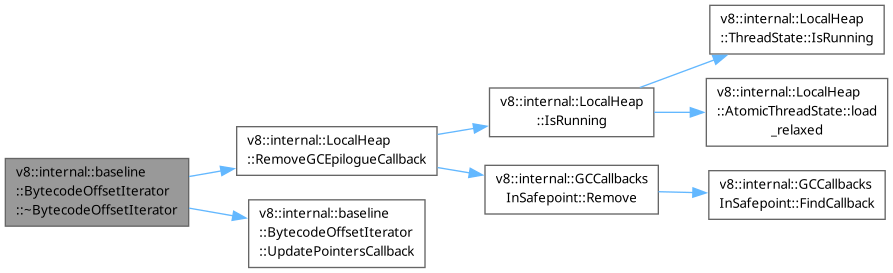 v8::internal::baseline
::BytecodeOffsetIterator
::~BytecodeOffsetIterator
v8::internal::LocalHeap
::RemoveGCEpilogueCallback
v8::internal::LocalHeap
::IsRunning
v8::internal::LocalHeap
::ThreadState::IsRunning
v8::internal::LocalHeap
::AtomicThreadState::load
_relaxed
v8::internal::GCCallbacks
InSafepoint::Remove
v8::internal::GCCallbacks
InSafepoint::FindCallback
v8::internal::baseline
::BytecodeOffsetIterator
::UpdatePointersCallback